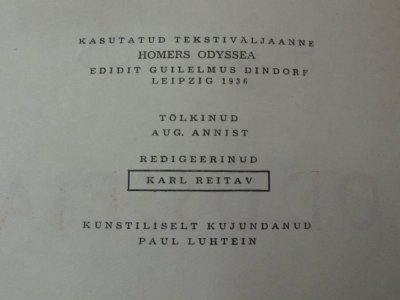 KASUTATUD TEKSTIVÄLJAANNE
HOMERS ODYSSEA
EDIDIT GUILELMUS DINDORF
LEIPZIG 1936
TÕLKINUD
AUG. ANNIST
REDIGEERINUD
KARL REITAV
KUNSTILISELT KUJUNDANUD
PAUL LUHTEIN